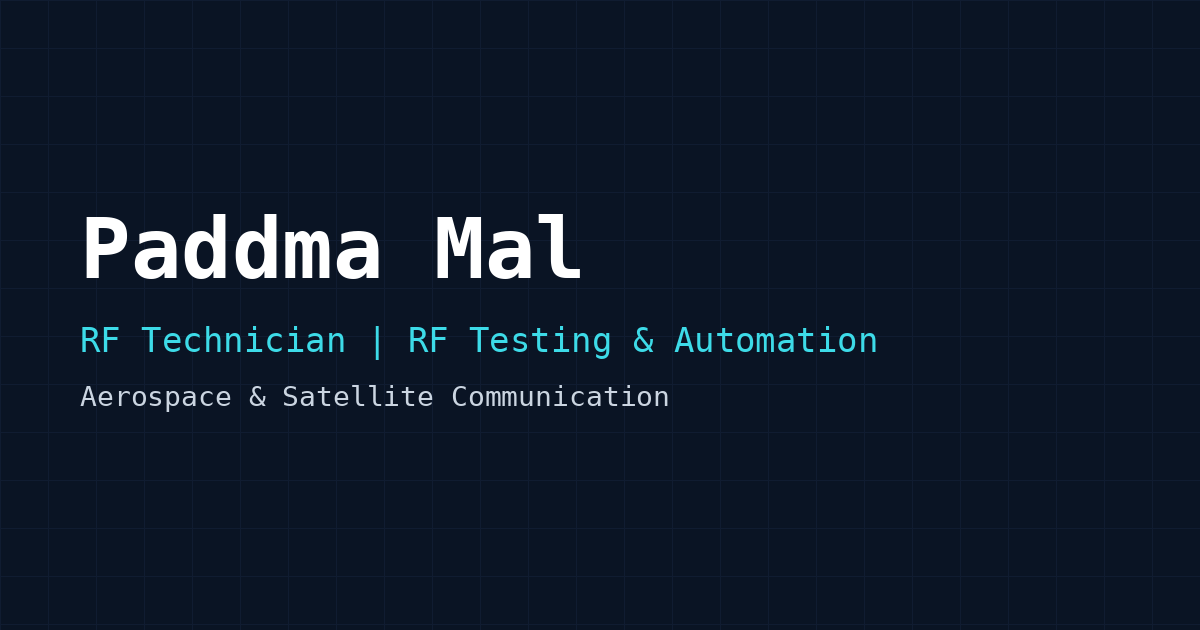 Paddma Mal
RF Technician | RF Testing & Automation
Aerospace & Satellite Communication